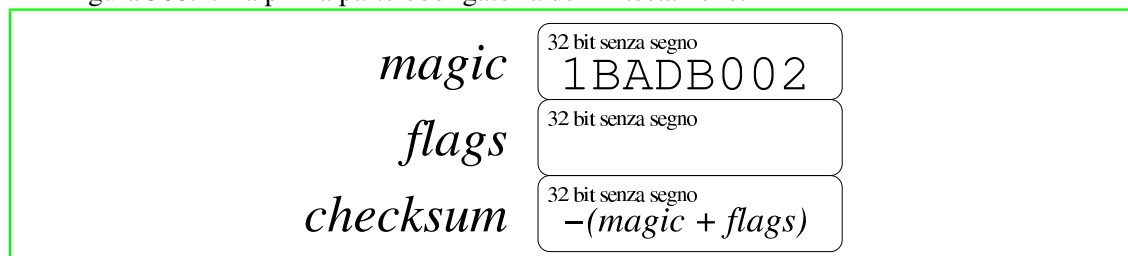 32 bit senza segno
magic 1BADB002
32 bit senza segno
flags
32 bit senza segno
checksum −(magic + flags)